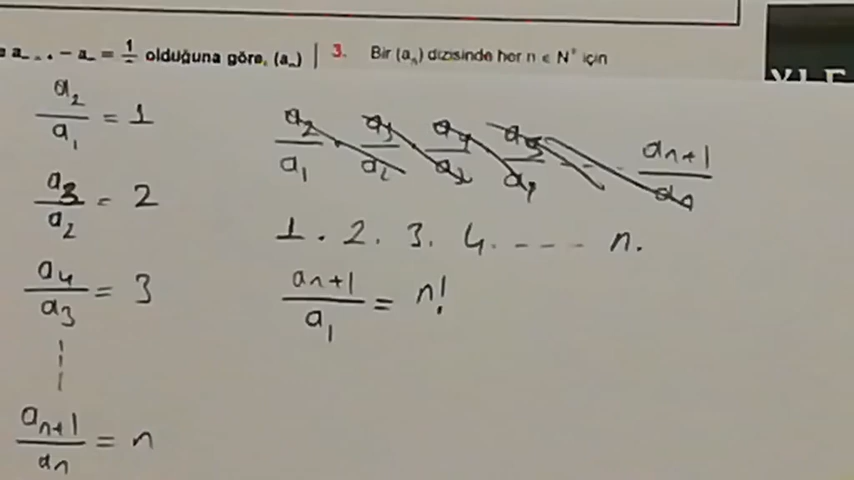 olduğuna göre, (aₙ)
3. Bir (aₙ) dizisinde her n ∈ N⁺ için
a₂/a₁ = 1
a₃/a₂ = 2
a₄/a₃ = 3
aₙ₊₁/aₙ = n
a₂/a₁ · a₃/a₂ · a₄/a₃ · a₅/a₄ - - - aₙ₊₁/aₙ
1 . 2 . 3 . 4 . - - - - n .
aₙ₊₁/a₁ = n!